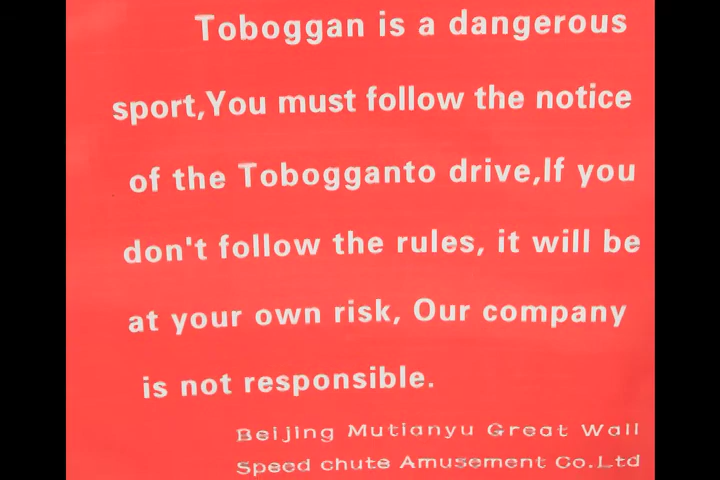 Toboggan is a dangerous
sport,You must follow the notice
of the Tobogganto drive,If you
don't follow the rules, it will be
at your own risk, Our company
is not responsible.
Beijing Mutianyu Great Wall
Speed chute Amusement Co.Ltd